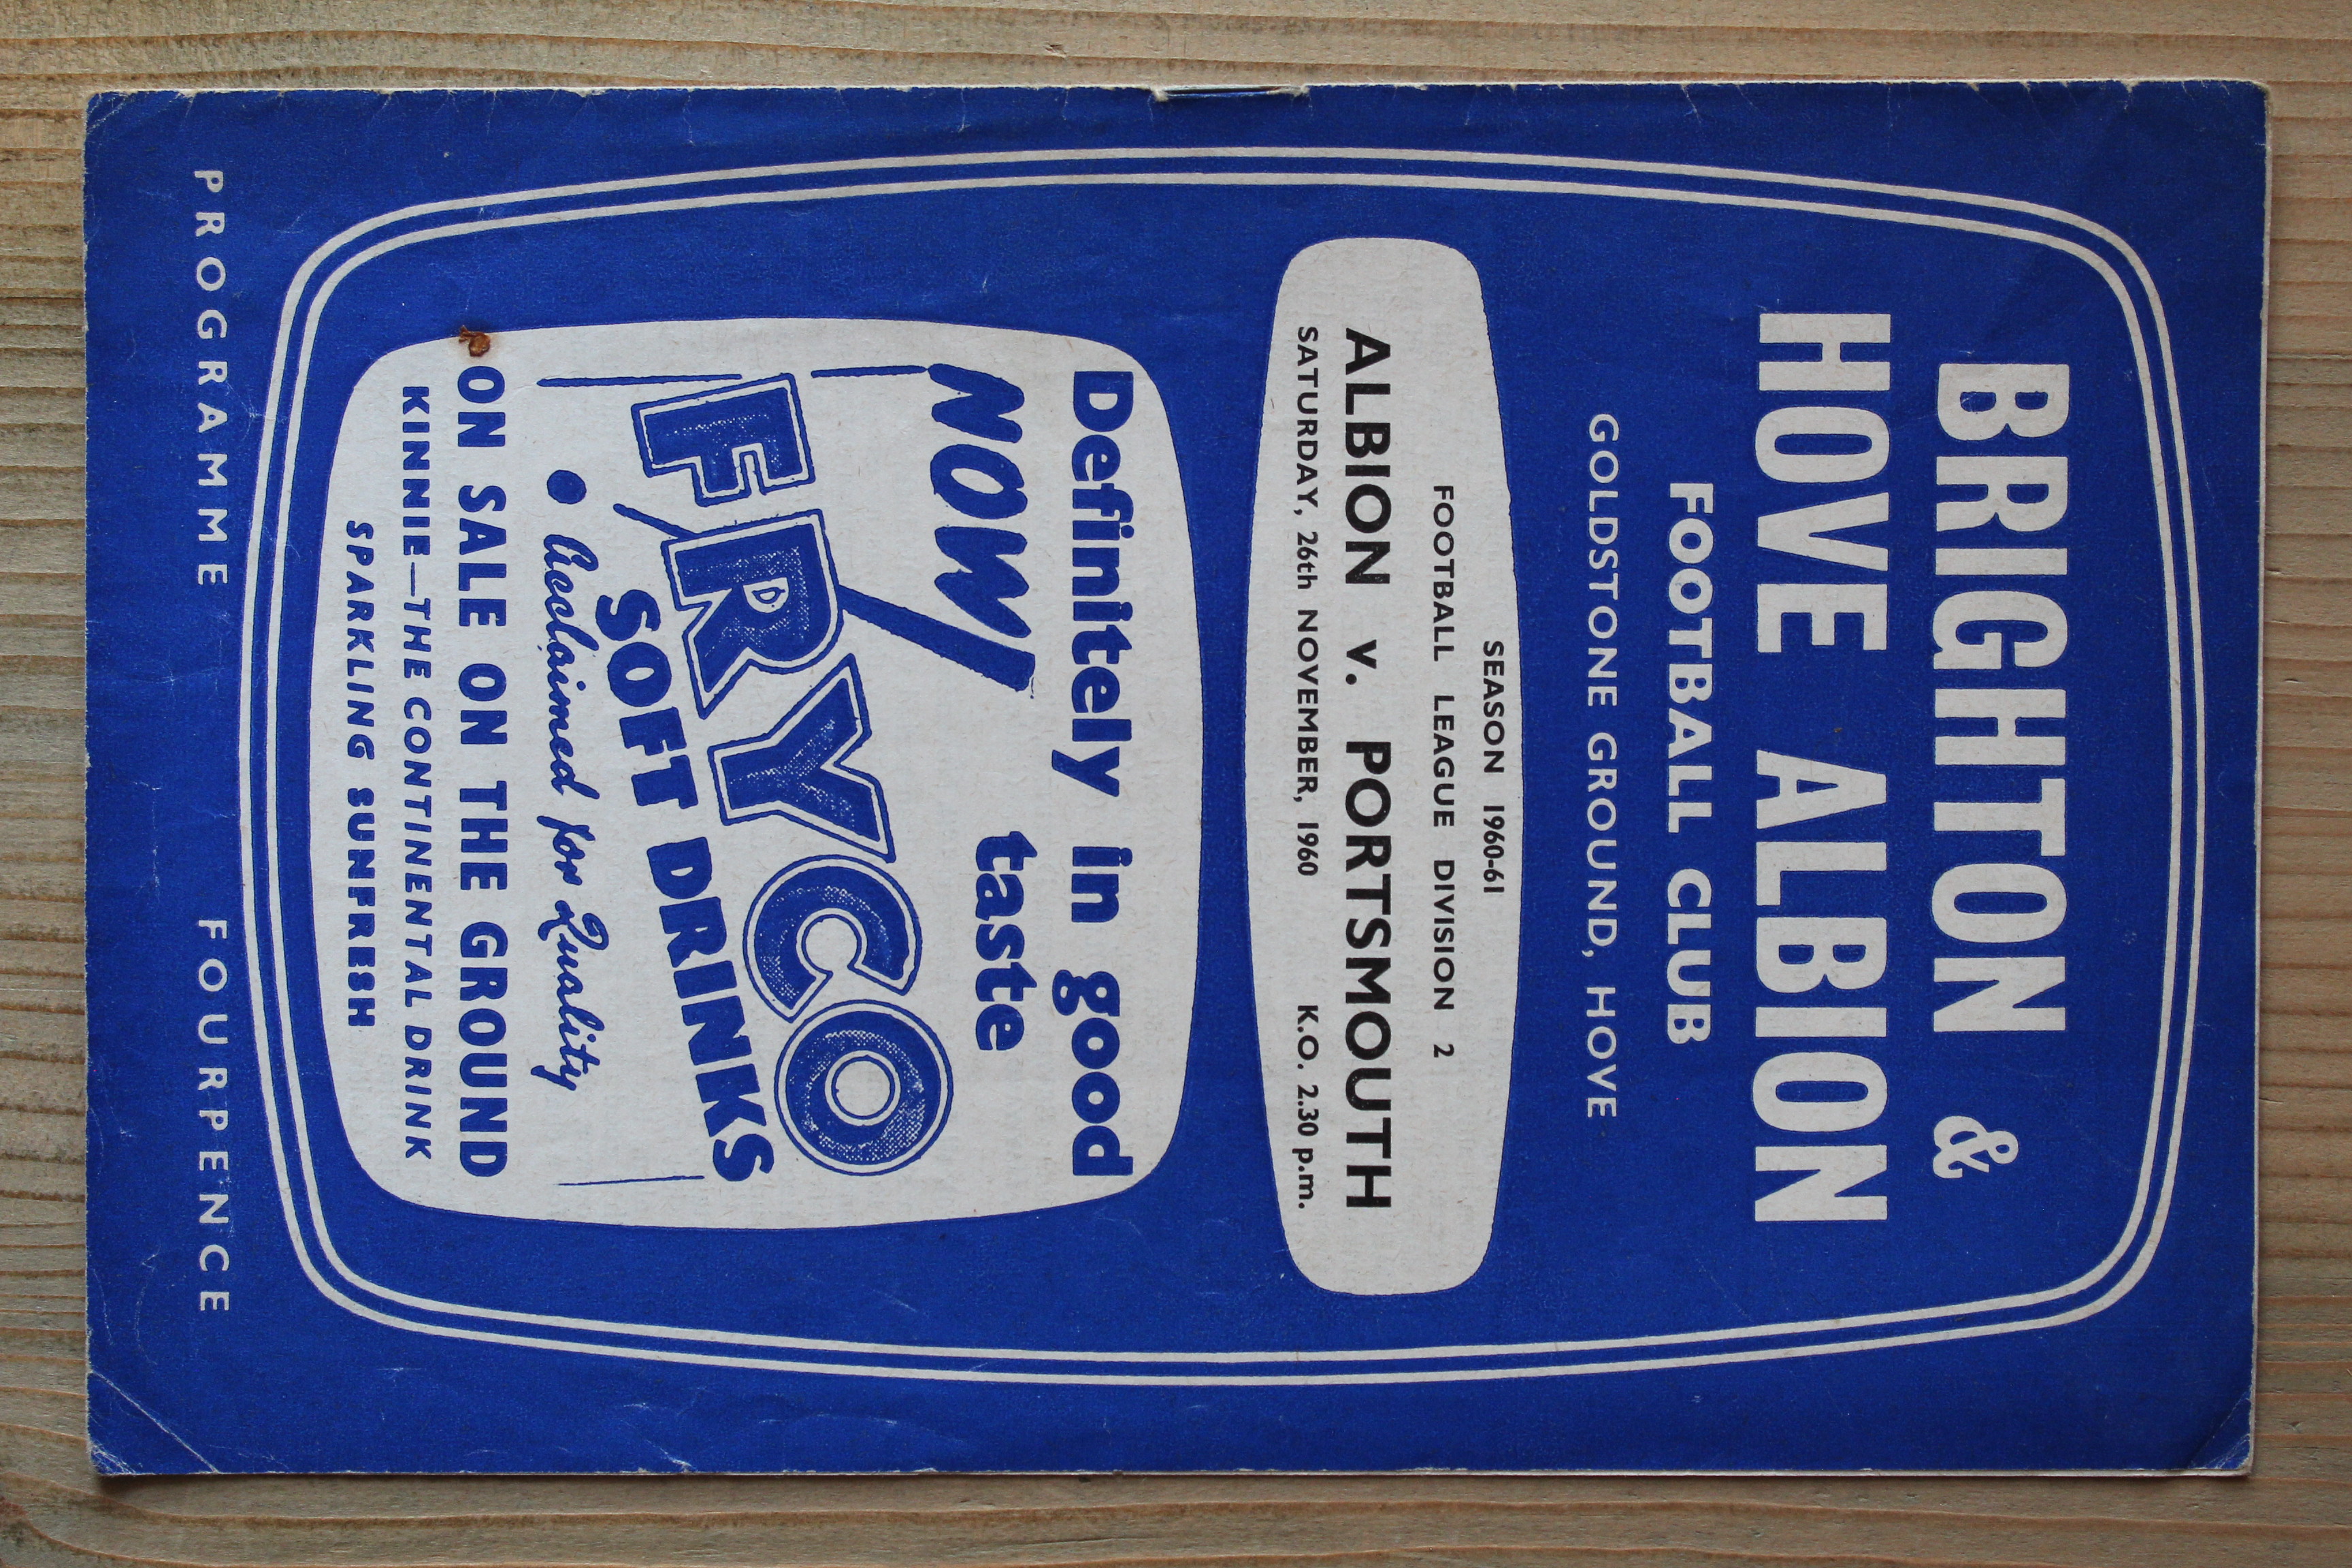 BRIGHTON &
HOVE ALBION
FOOTBALL CLUB
GOLDSTONE GROUND, HOVE
SEASON 1960-61
FOOTBALL LEAGUE DIVISION 2
ALBION v. PORTSMOUTH
SATURDAY, 26th NOVEMBER, 1960 K.O. 2.30 p.m.
Definitely in good
taste
NOW
FRYCO
SOFT DRINKS
• Acclaimed for Quality
ON SALE ON THE GROUND
KINNIE—THE CONTINENTAL DRINK
SPARKLING SUNFRESH
PROGRAMME FOURPENCE